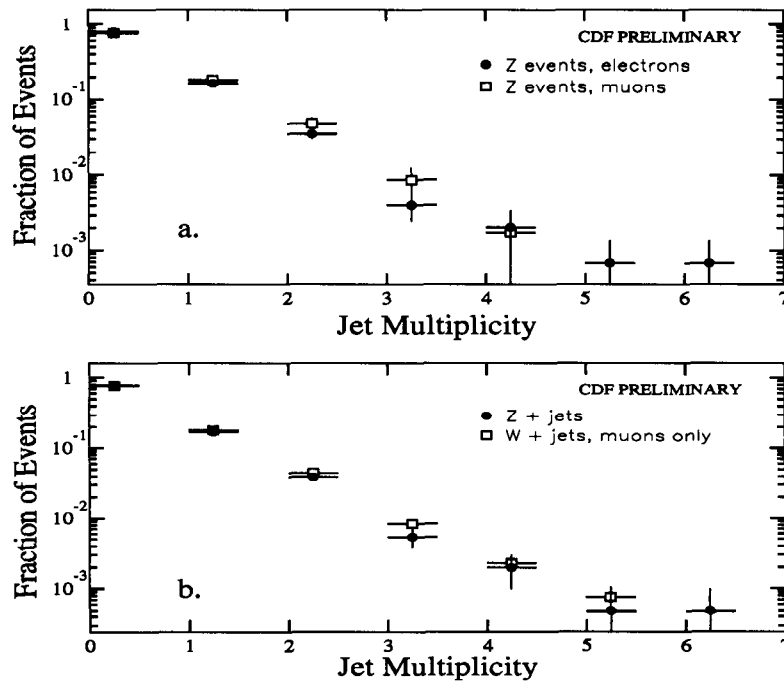 CDF PRELIMINARY
Z events, electrons
Z events, muons
Fraction of Events
1
10^-1
10^-2
10^-3
a.
0 1 2 3 4 5 6 7
Jet Multiplicity
CDF PRELIMINARY
Z + jets
W + jets, muons only
Fraction of Events
1
10^-1
10^-2
10^-3
b.
0 1 2 3 4 5 6 7
Jet Multiplicity